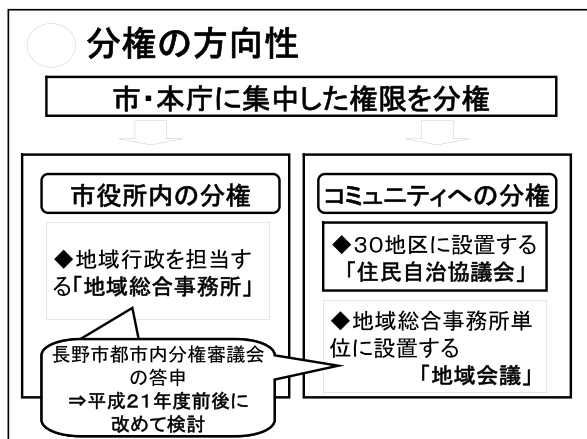 分権の方向性
市・本庁に集中した権限を分権
市役所内の分権
◆地域行政を担当す
る「地域総合事務所」
長野市都市内分権審議会
の答申
⇒平成21年度前後に
改めて検討
コミュニティへの分権
◆30地区に設置する
「住民自治協議会」
◆地域総合事務所単
位に設置する
「地域会議」